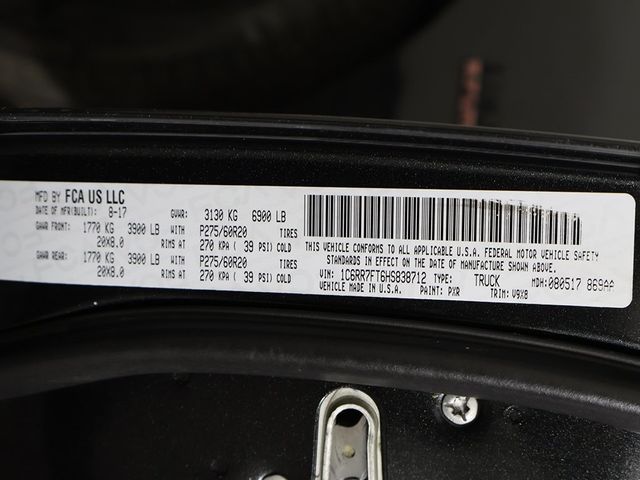 MFD BY FCA US LLC
DATE OF MFR(BUILT): 8-17 GVWR: 3130 KG 6900 LB
GAWR FRONT: 1770 KG 3900 LB WITH P275/60R20 TIRES
20X8.0 RIMS AT 270 KPA ( 39 PSI) COLD
GAWR REAR: 1770 KG 3900 LB WITH P275/60R20 TIRES
20X8.0 RIMS AT 270 KPA ( 39 PSI) COLD
THIS VEHICLE CONFORMS TO ALL APPLICABLE U.S.A. FEDERAL MOTOR VEHICLE SAFETY
STANDARDS IN EFFECT ON THE DATE OF MANUFACTURE SHOWN ABOVE.
VIN: 1C6RR7FT6HS838712 TYPE: TRUCK MDH:080517 869AA
VEHICLE MADE IN U.S.A. PAINT: PXR TRIM: V9X8